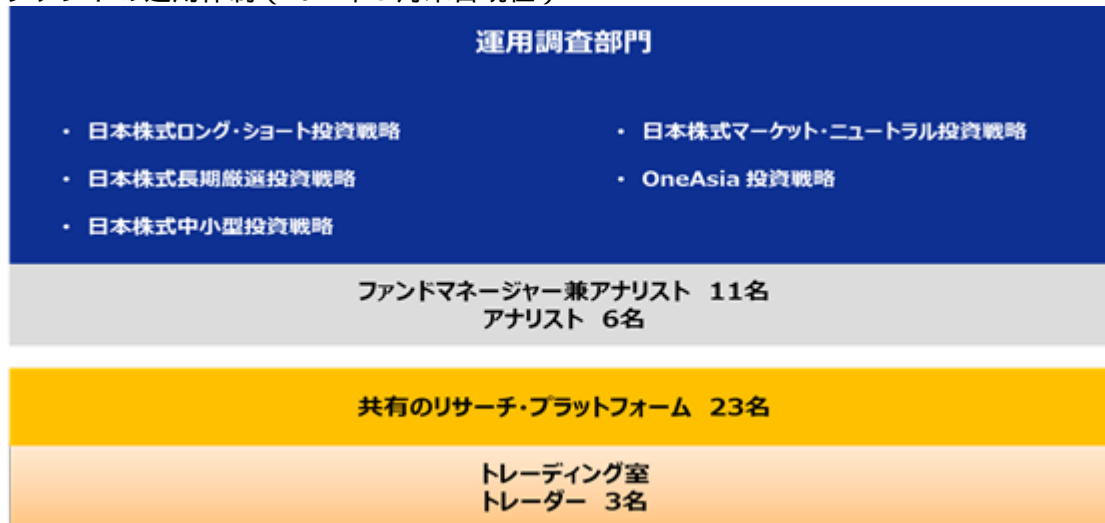 運用調査部門
・ 日本株式ロング・ショート投資戦略
・ 日本株式マーケット・ニュートラル投資戦略
・ 日本株式長期厳選投資戦略
・ OneAsia 投資戦略
・ 日本株式中小型投資戦略
ファンドマネージャー兼アナリスト 11名
アナリスト 6名
共有のリサーチ・プラットフォーム 23名
トレーディング室
トレーダー 3名